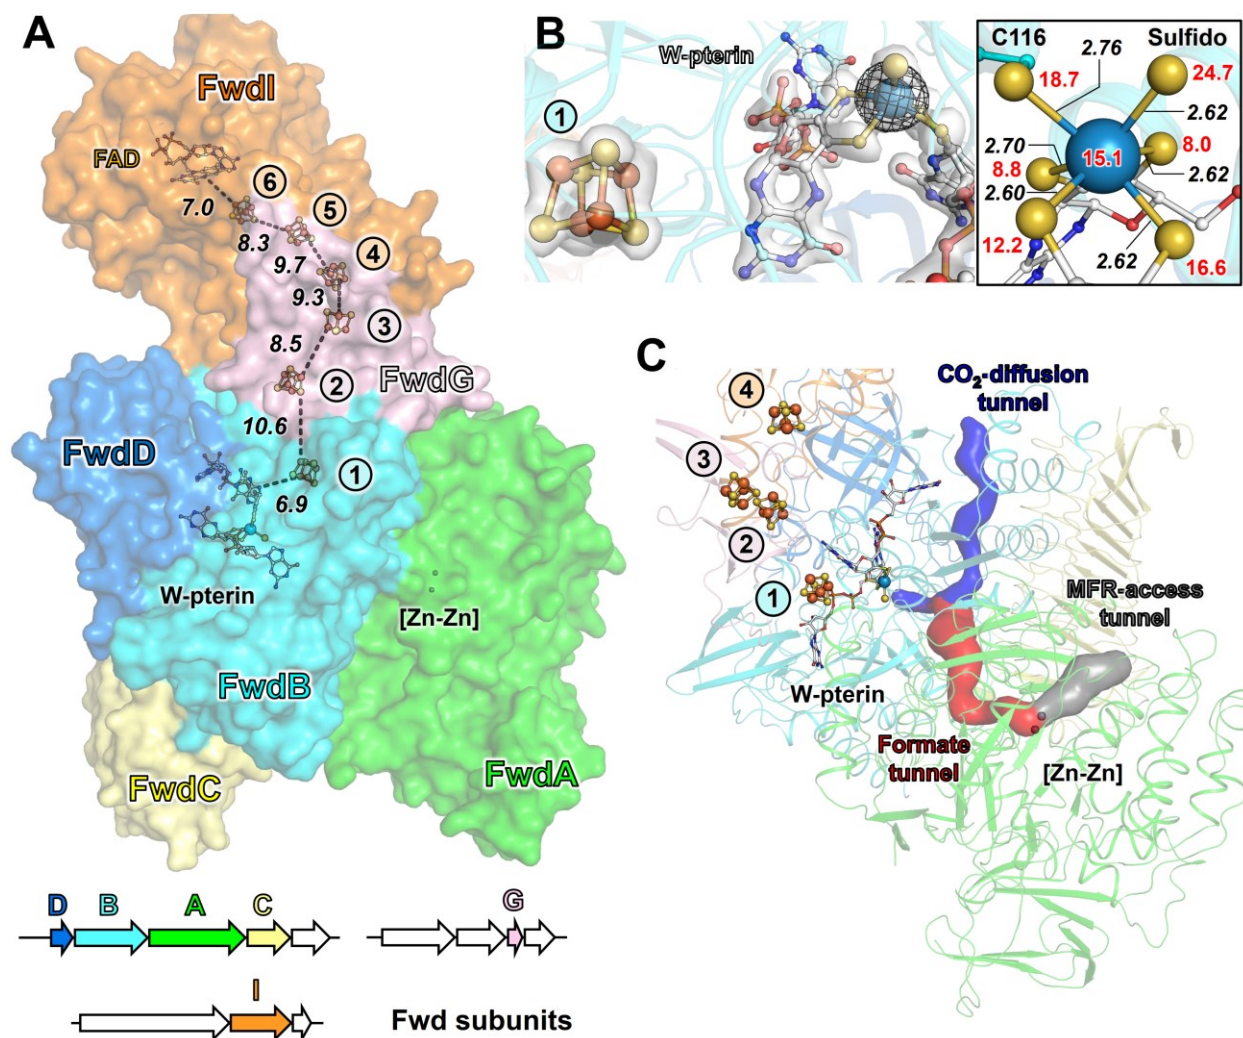 A
FwdI
FAD
6
7.0
5
8.3
4
9.7
9.3
3
8.5
2
FwdG
10.6
FwdD
1
6.9
W-pterin
[Zn-Zn]
FwdB
FwdC
FwdA
D B A C
G
I
Fwd subunits
B
W-pterin
1
C116
2.76
Sulfido
18.7
24.7
2.62
2.70
8.0
15.1
8.8
2.62
2.60
12.2
2.62
16.6
C
CO₂-diffusion
tunnel
4
3
2
1
MFR-access
tunnel
W-pterin
Formate
tunnel
[Zn-Zn]